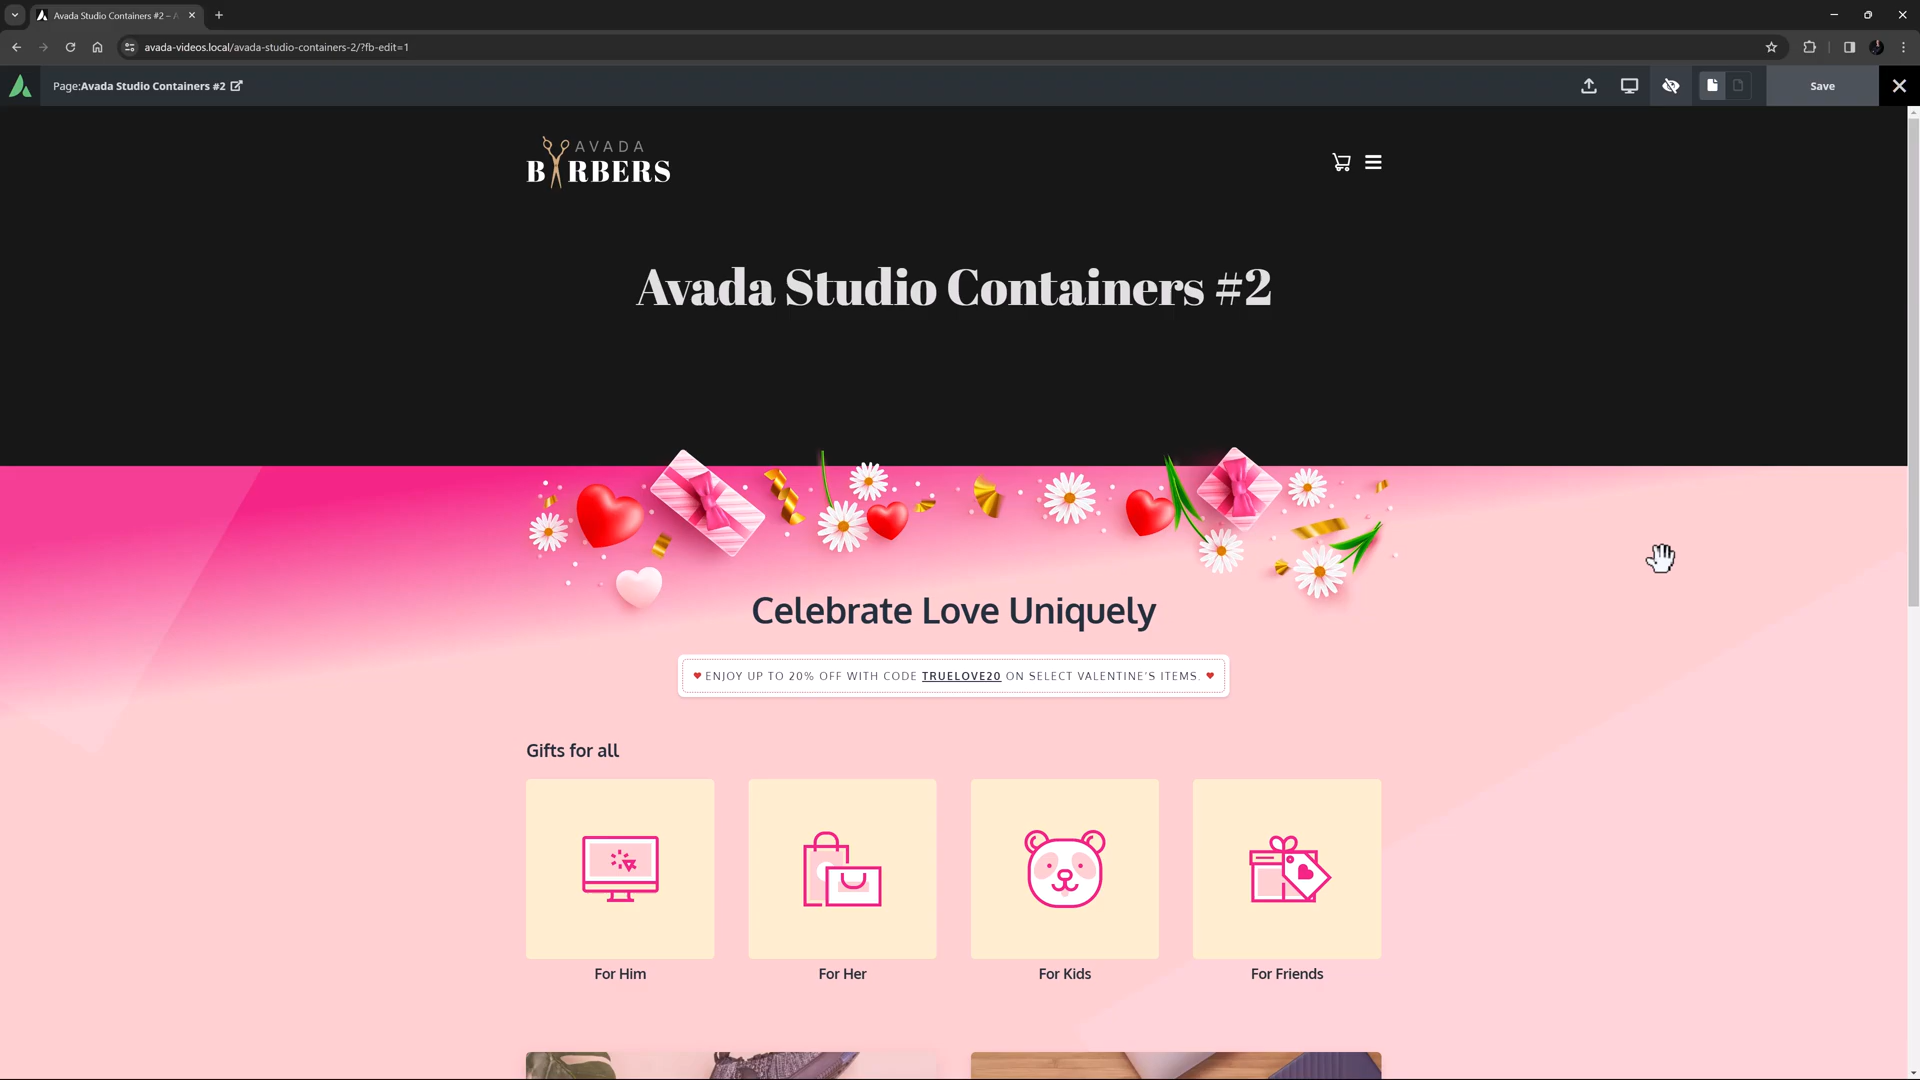 Avada Studio Containers #2 – A
avada-videos.local/avada-studio-containers-2/?fb-edit=1
Page:Avada Studio Containers #2
Save
AVADA
BARBERS
Avada Studio Containers #2
Celebrate Love Uniquely
ENJOY UP TO 20% OFF WITH CODE TRUELOVE20 ON SELECT VALENTINE'S ITEMS.
Gifts for all
For Him
For Her
For Kids
For Friends